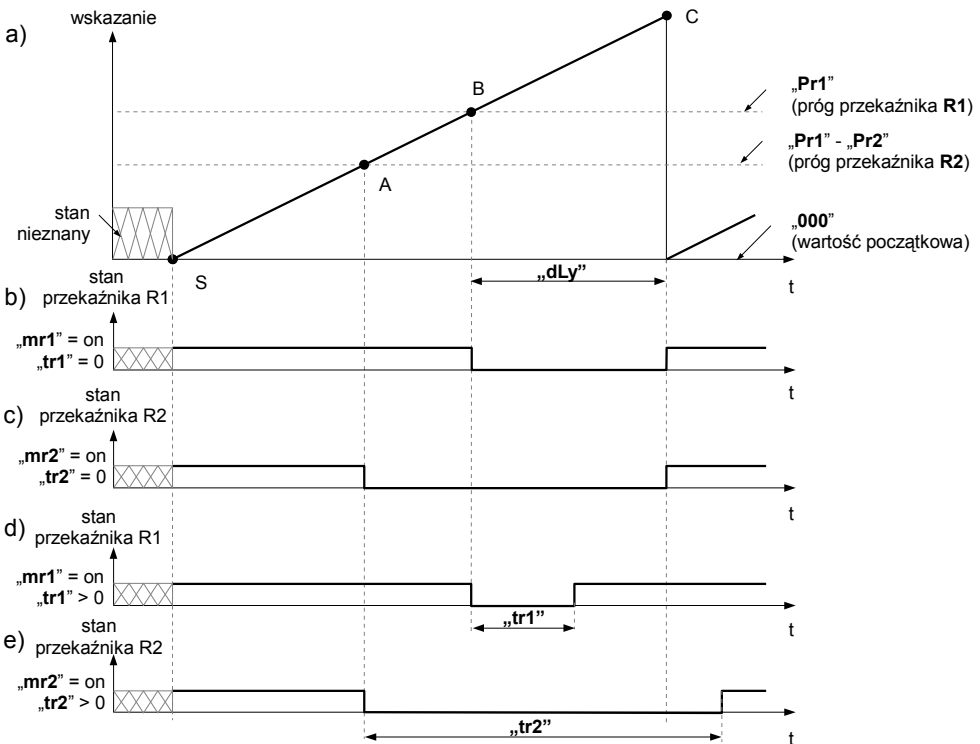 a)
wskazanie
C
B
A
S
„Pr1”
(próg przekaźnika R1)
„Pr1” - „Pr2”
(próg przekaźnika R2)
stan
nieznany
„000”
(wartość początkowa)
„dLy”
t
b)
stan
przekaźnika R1
„mr1” = on
„tr1” = 0
t
c)
stan
przekaźnika R2
„mr2” = on
„tr2” = 0
t
d)
stan
przekaźnika R1
„mr1” = on
„tr1” > 0
„tr1”
t
e)
stan
przekaźnika R2
„mr2” = on
„tr2” > 0
„tr2”
t